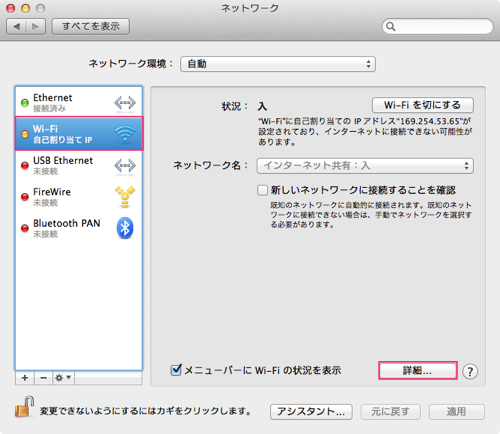 ネットワーク
すべてを表示
ネットワーク環境： 自動
Ethernet
接続済み
Wi-Fi
自己割り当て IP
USB Ethernet
未接続
FireWire
未接続
Bluetooth PAN
未接続
状況： 入
Wi-Fi を切にする
"Wi-Fi"に自己割り当ての IP アドレス"169.254.53.65"が
設定されており、インターネットに接続できない可能性が
あります。
ネットワーク名： インターネット共有：入
新しいネットワークに接続することを確認
既知のネットワークに自動的に接続されます。既知のネット
ワークに接続できない場合は、手動でネットワークを選択す
る必要があります。
メニューバーに Wi-Fi の状況を表示
詳細...
?
変更できないようにするにはカギをクリックします。
アシスタント...
元に戻す
適用